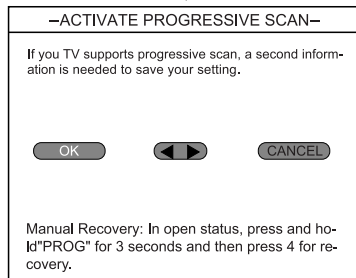 –ACTIVATE PROGRESSIVE SCAN–
If you TV supports progressive scan, a second inform-
ation is needed to save your setting.
OK ◀ ▶ CANCEL
Manual Recovery: In open status, press and ho-
ld"PROG" for 3 seconds and then press 4 for re-
covery.